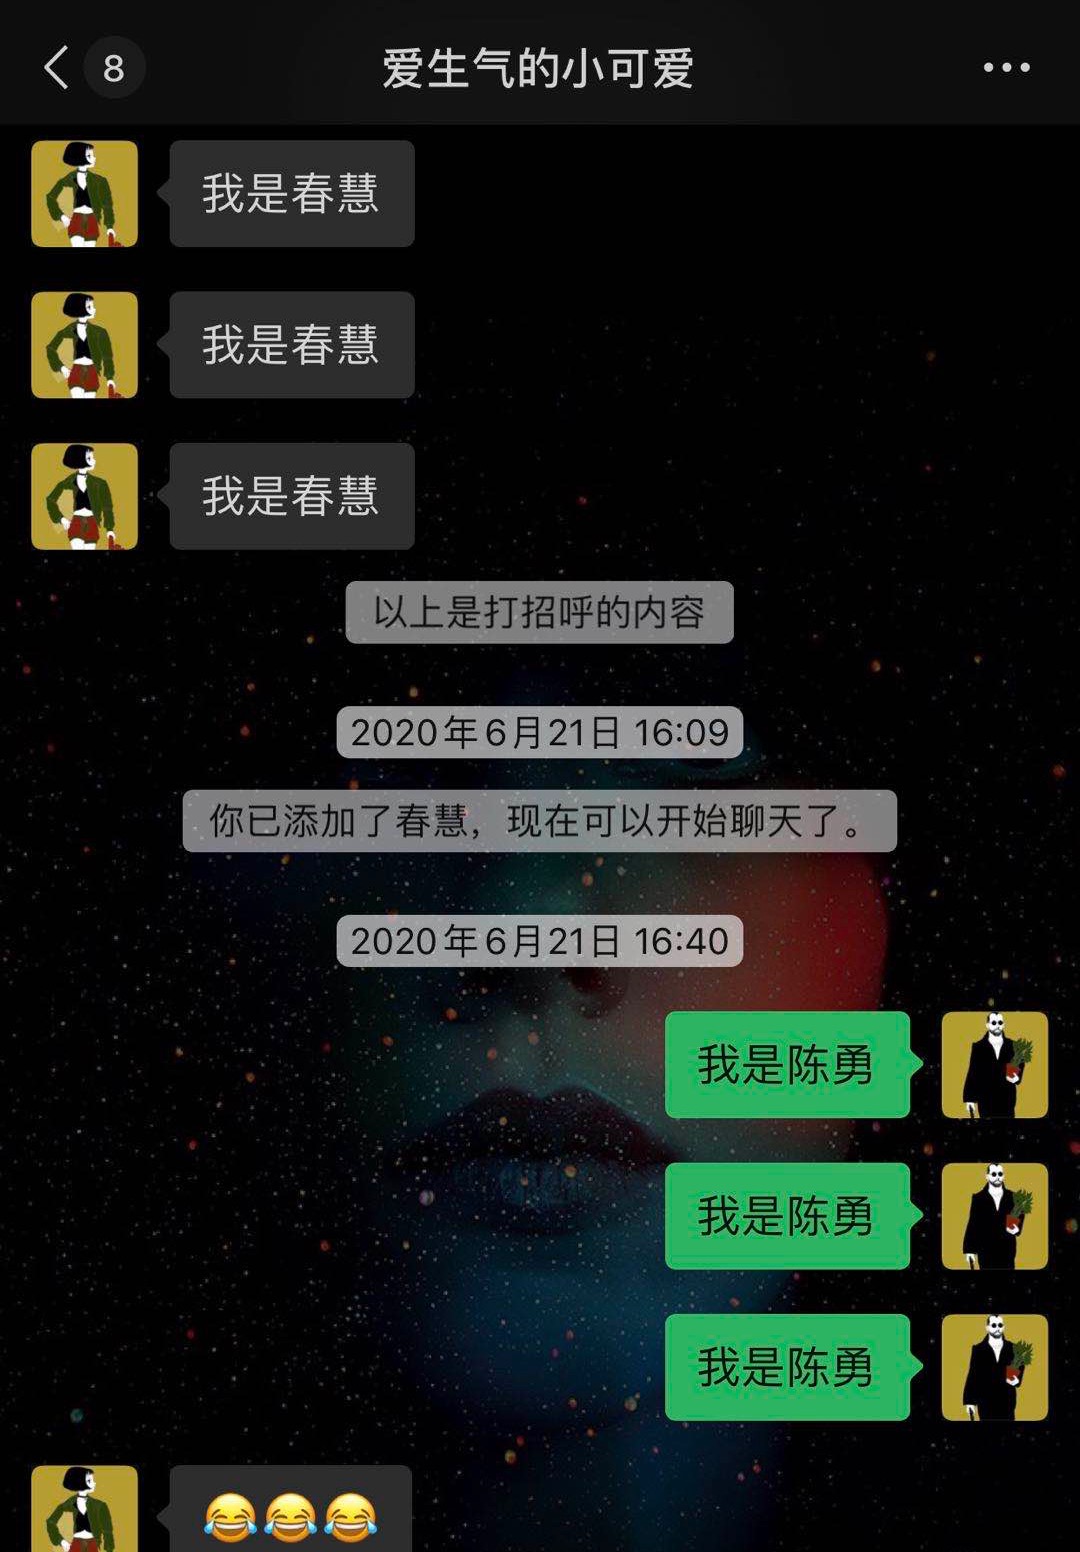 8
爱生气的小可爱
我是春慧
我是春慧
我是春慧
以上是打招呼的内容
2020年6月21日 16:09
你已添加了春慧，现在可以开始聊天了。
2020年6月21日 16:40
我是陈勇
我是陈勇
我是陈勇
😂😂😂